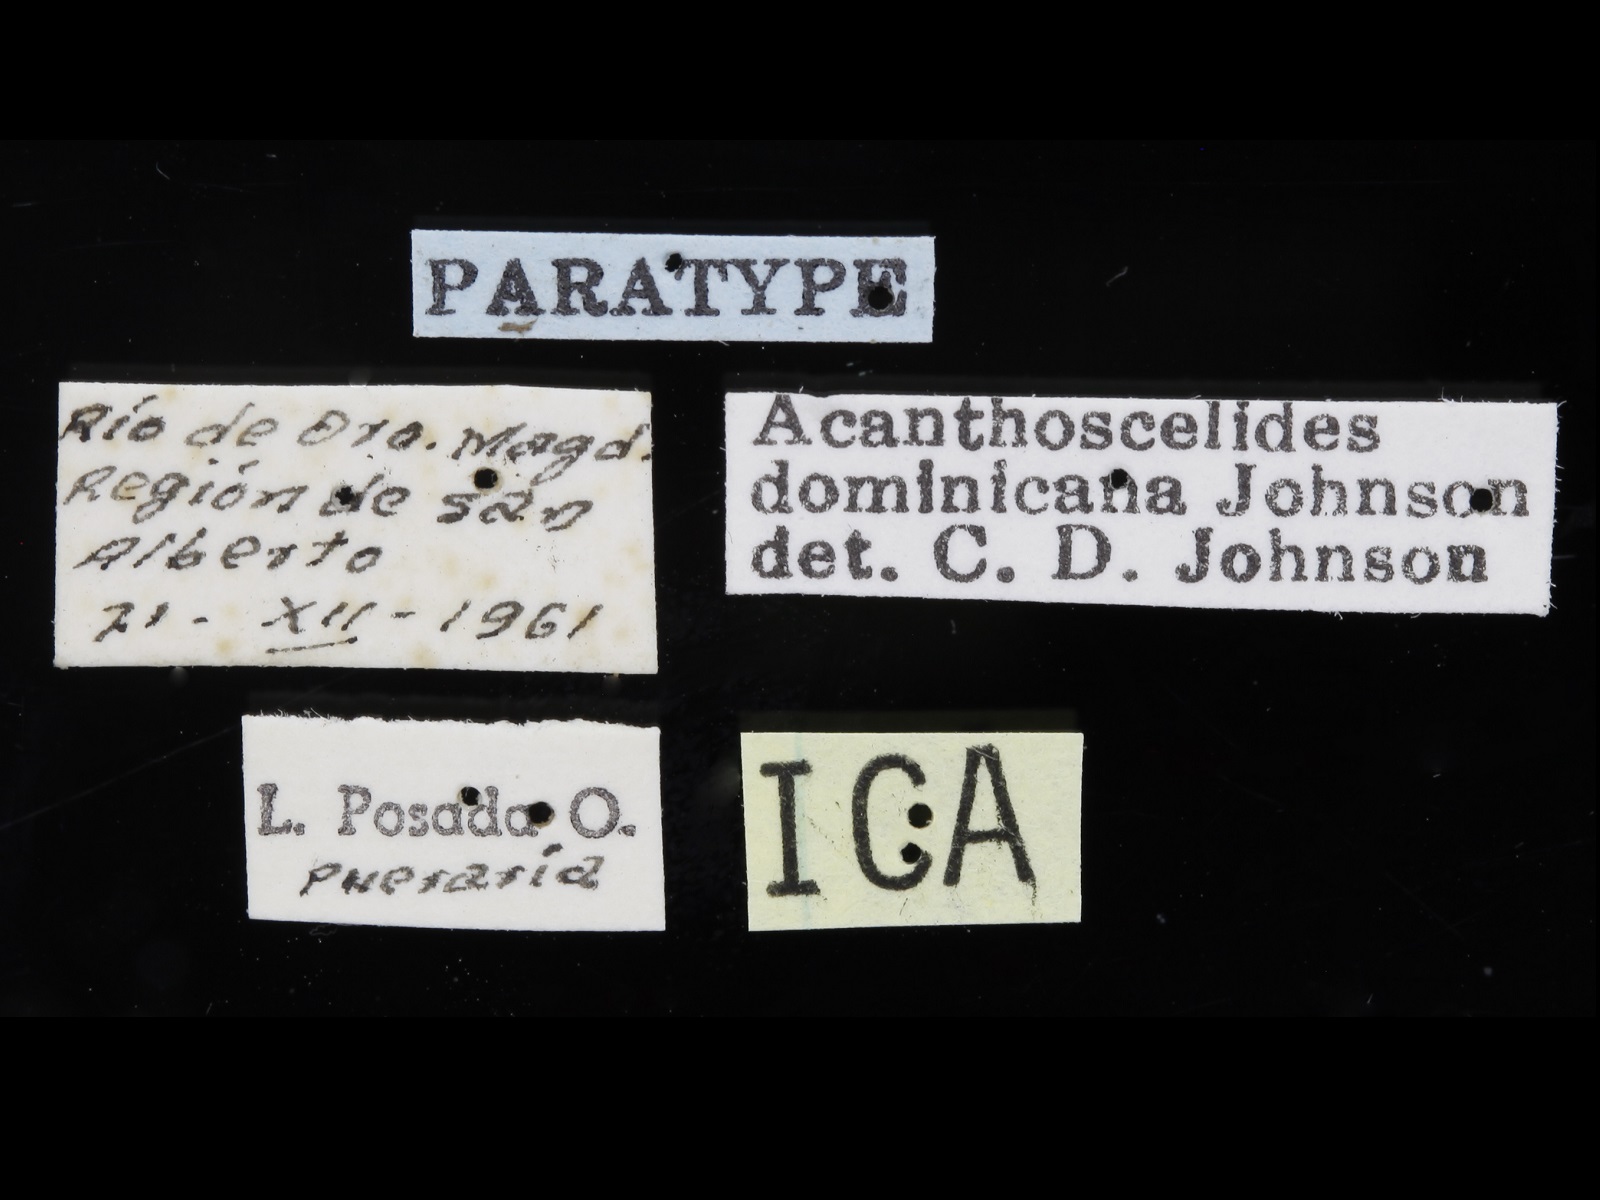 PARATYPE
Río de Oro. Magd.
Región de san
Alberto
21 - XII - 1961
Acanthoscelides
dominicana Johnson
det. C. D. Johnson
L. Posada O.
pueraria
ICA